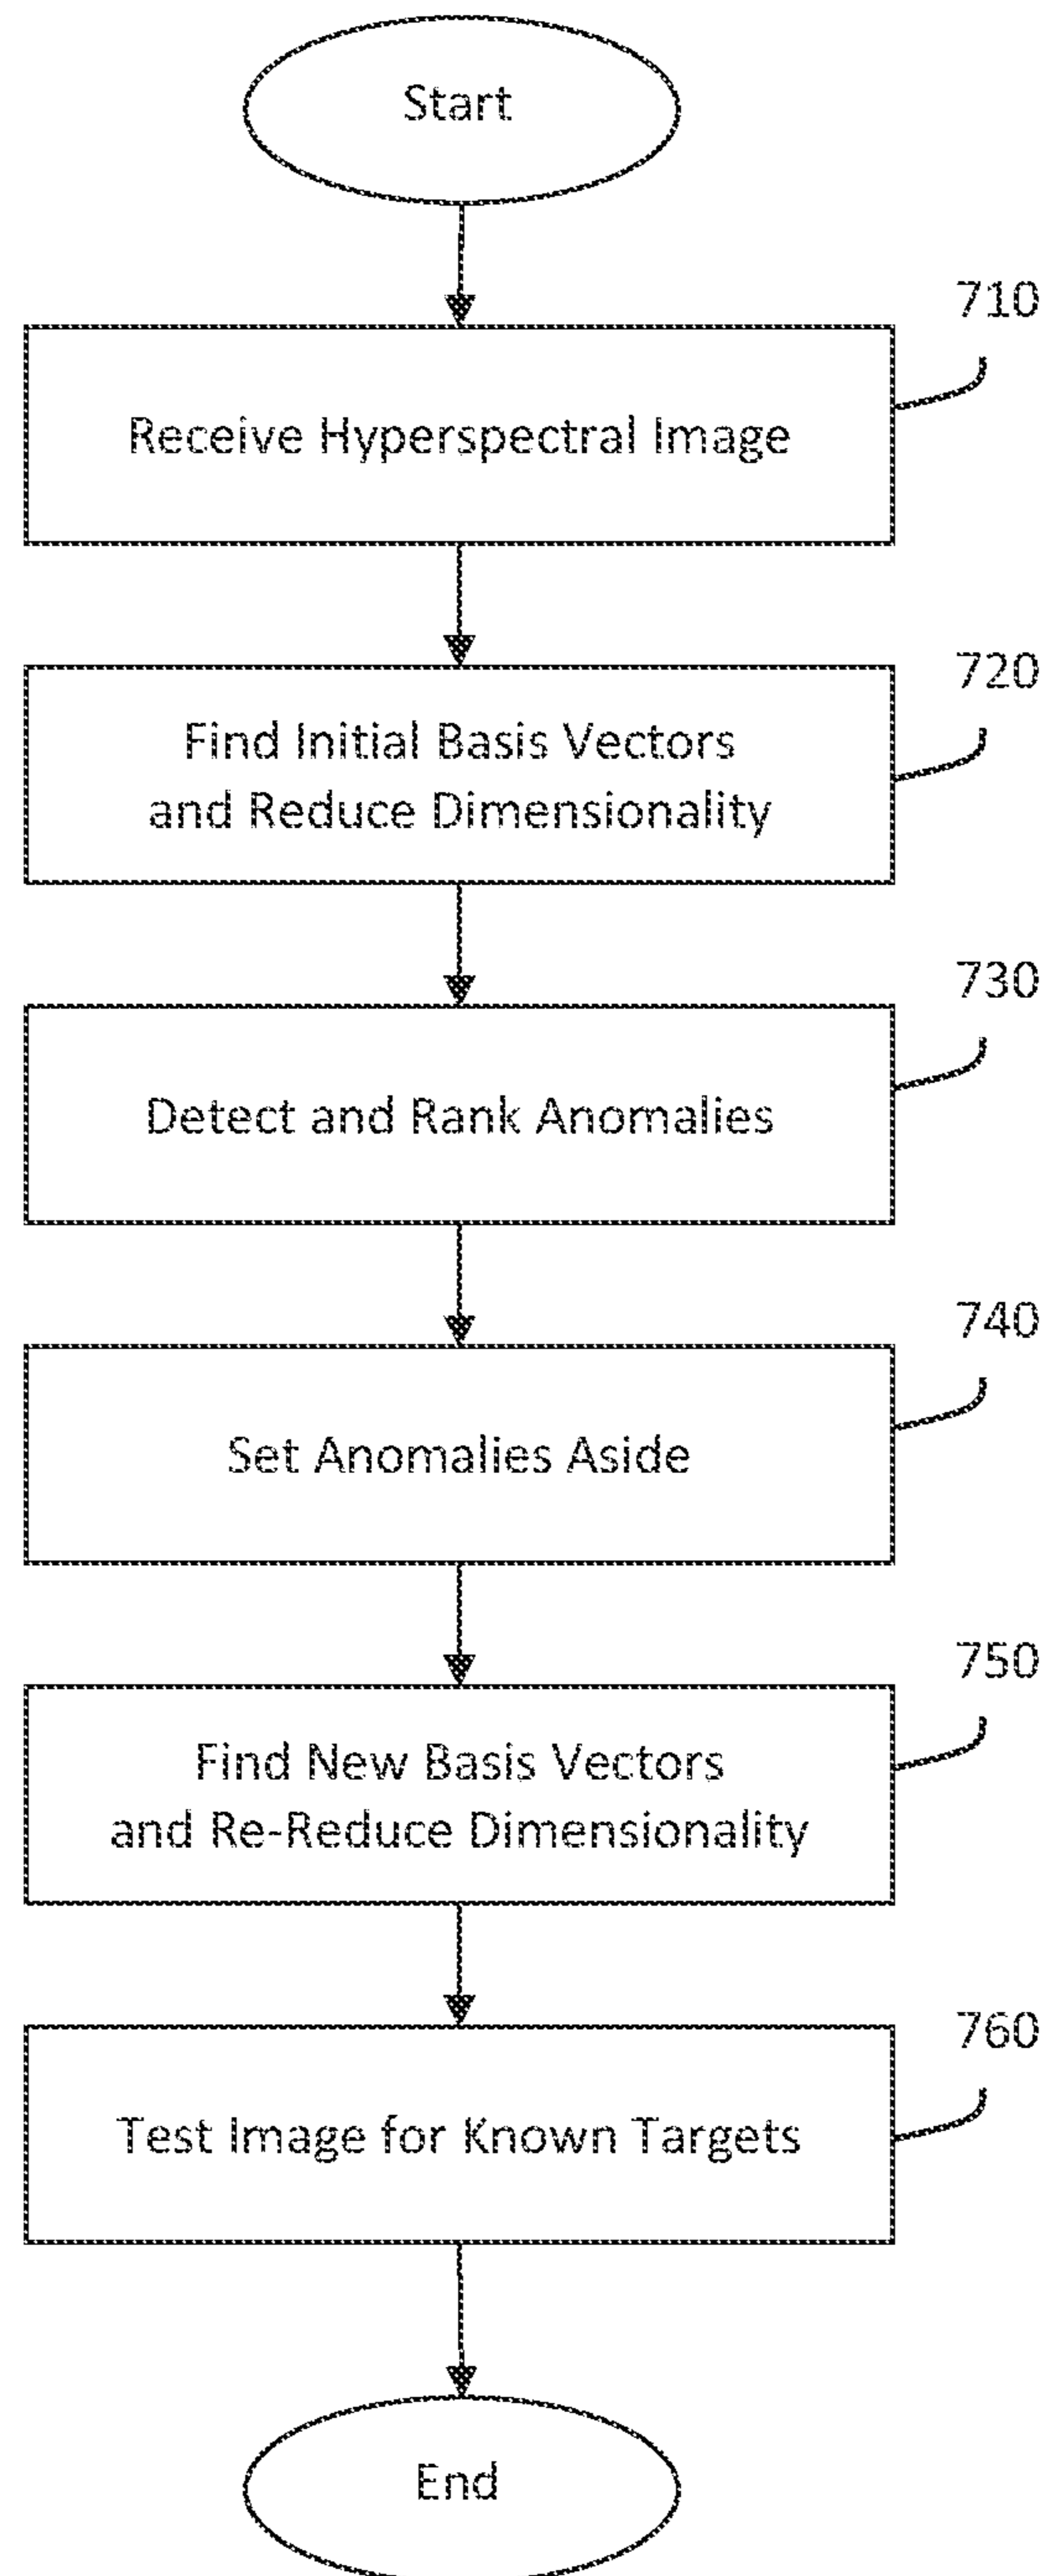 Start
710
Receive Hyperspectral Image
720
Find Initial Basis Vectors
and Reduce Dimensionality
730
Detect and Rank Anomalies
740
Set Anomalies Aside
750
Find New Basis Vectors
and Re-Reduce Dimensionality
760
Test Image for Known Targets
End